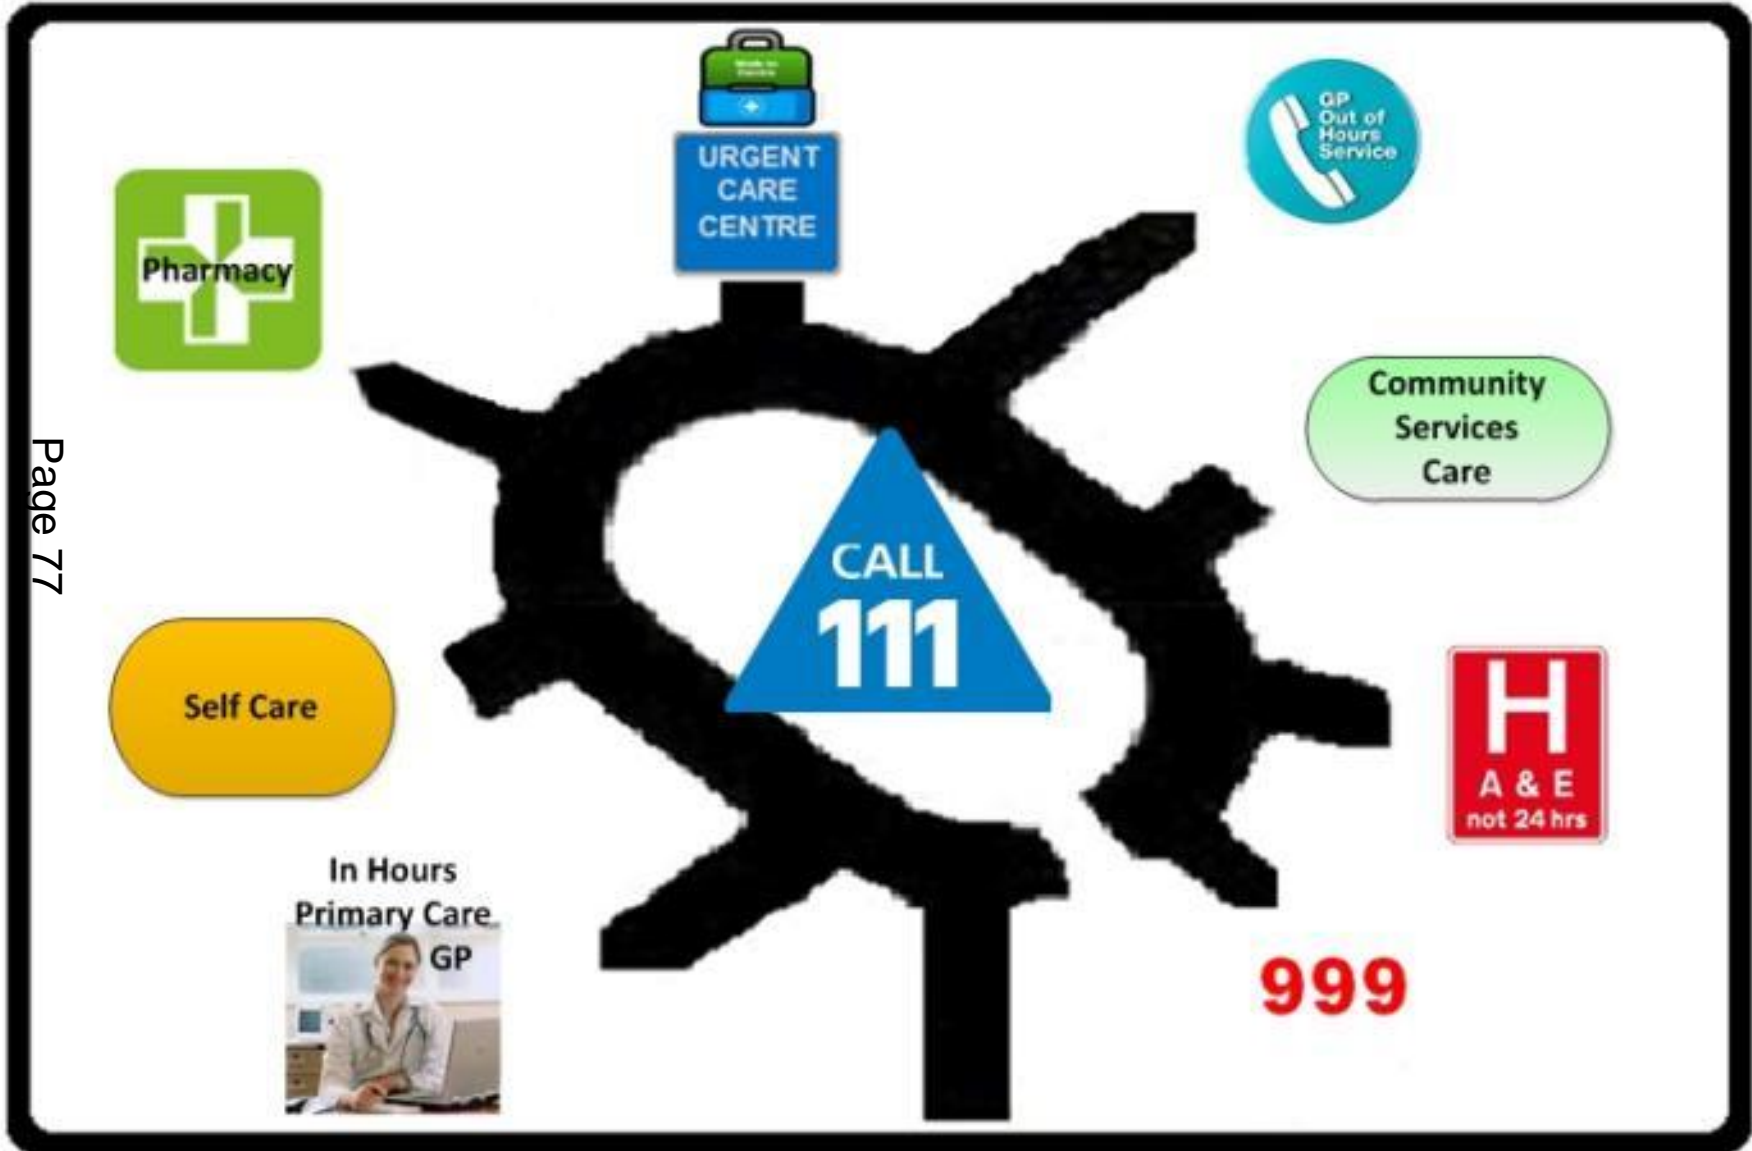 URGENT
CARE
CENTRE
GP
Out of
Hours
Service
Pharmacy
Community
Services
Care
Page 77
CALL
111
Self Care
H
A & E
not 24 hrs
In Hours
Primary Care
GP
999